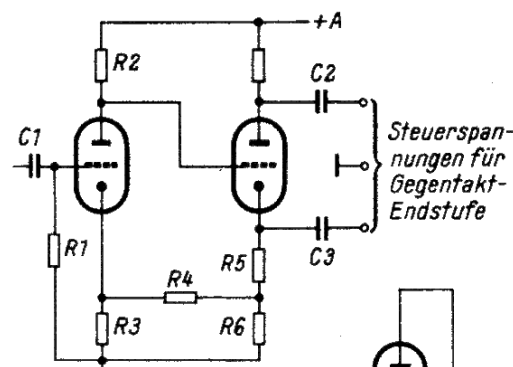 +A
R2
C2
C1
Steuerspan-
nungen für
Gegentakt-
Endstufe
R1
C3
R5
R4
R3
R6